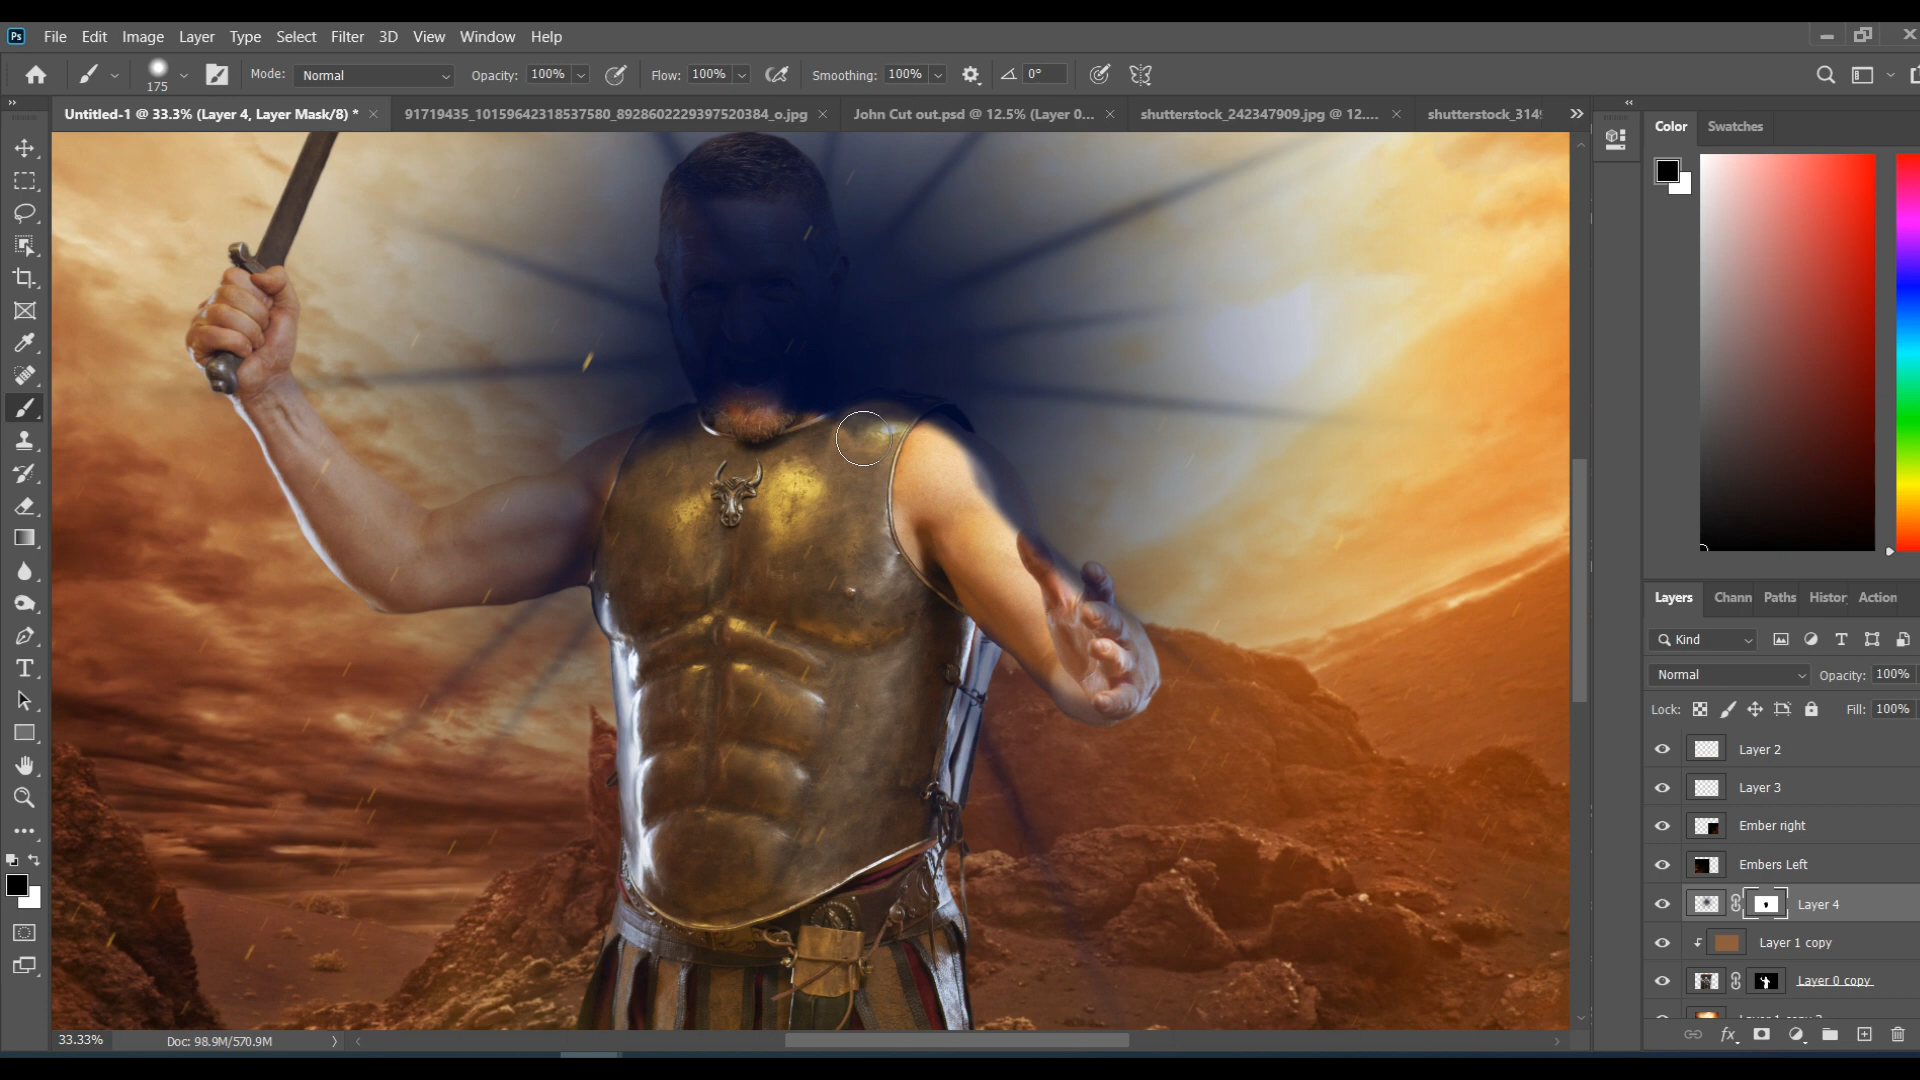 Ps File Edit Image Layer Type Select Filter 3D View Window Help
175 Mode: Normal Opacity: 100% Flow: 100% Smoothing: 100% 0°
Untitled-1 @ 33.3% (Layer 4, Layer Mask/8) * 91719435_10159642318537580_8928602229397520384_o.jpg John Cut out.psd @ 12.5% (Layer 0... shutterstock_242347909.jpg @ 12.... shutterstock_314
Color Swatches
Layers Chann Paths Histor Action
Kind
Normal Opacity: 100%
Lock: Fill: 100%
Layer 2
Layer 3
Ember right
Embers Left
Layer 4
Layer 1 copy
Layer 0 copy
33.33% Doc: 98.9M/570.9M
fx